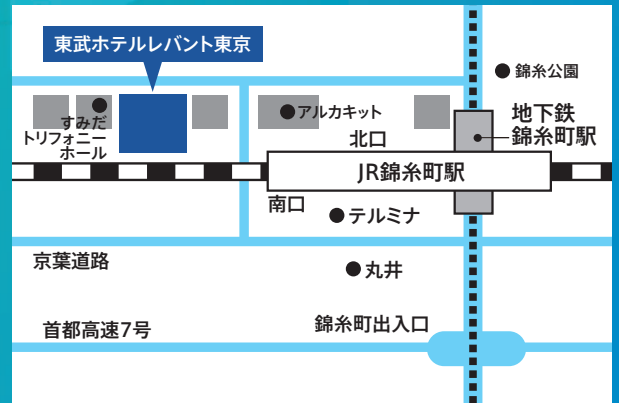 東武ホテルレバント東京
錦糸公園
すみだ
トリフォニー
ホール
アルカキット
北口
地下鉄
錦糸町駅
JR錦糸町駅
南口
テルミナ
京葉道路
丸井
首都高速7号
錦糸町出入口